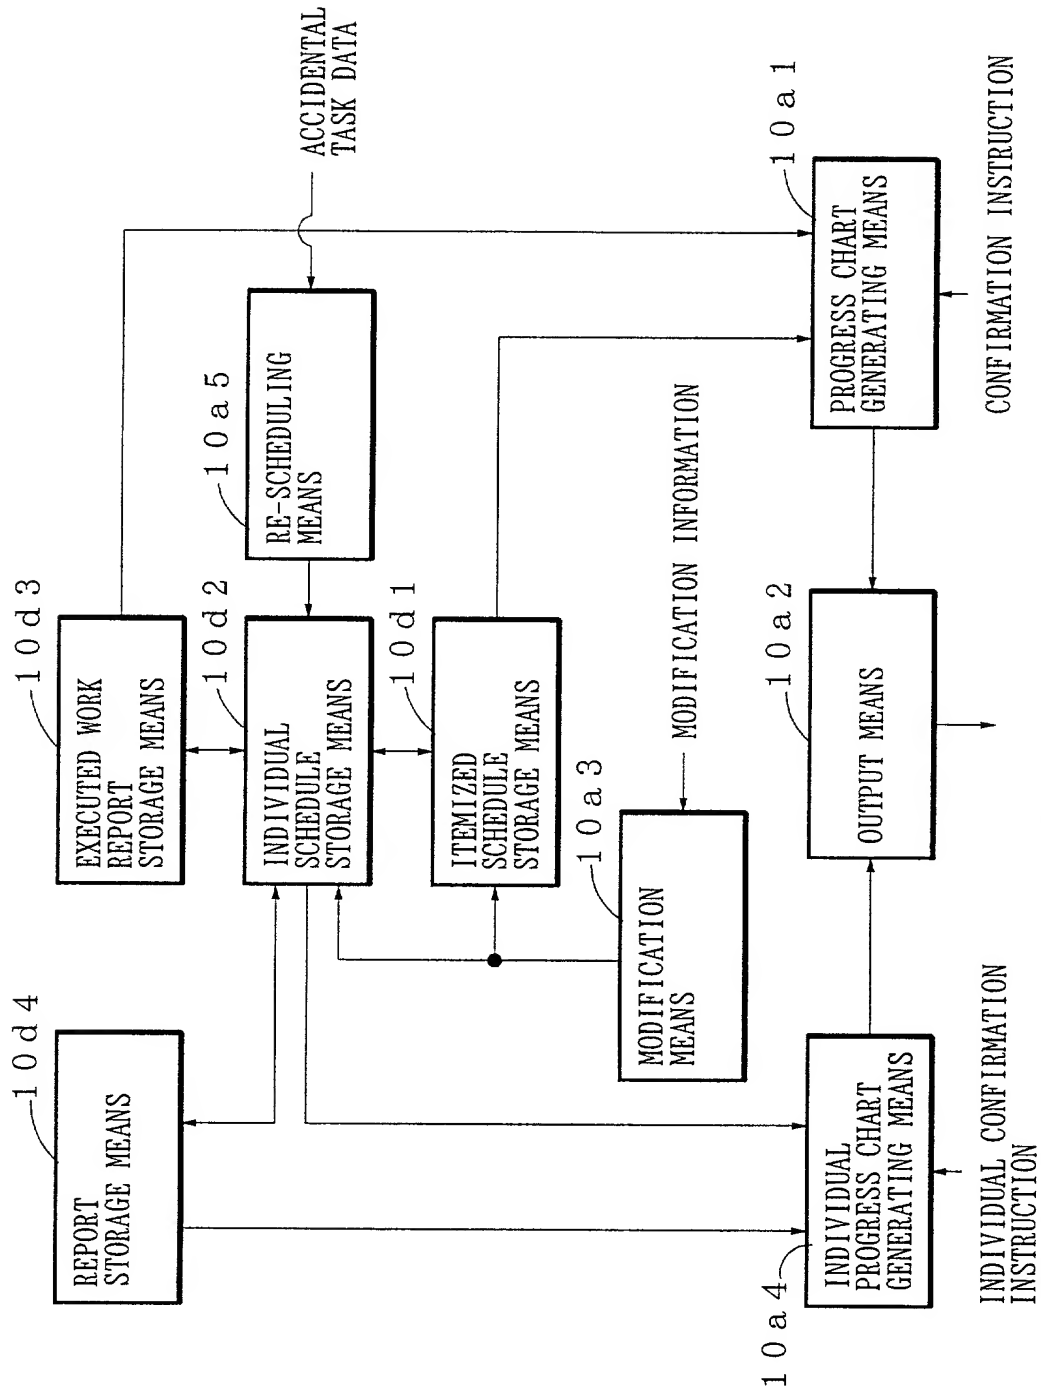 10d4
REPORT
STORAGE MEANS
10d3
EXECUTED WORK
REPORT
STORAGE MEANS
10d2
INDIVIDUAL
SCHEDULE
STORAGE MEANS
10a5
RE-SCHEDULING
MEANS
ACCIDENTAL
TASK DATA
10d1
ITEMIZED
SCHEDULE
STORAGE MEANS
10a3
MODIFICATION
MEANS
MODIFICATION INFORMATION
10a4
INDIVIDUAL
PROGRESS CHART
GENERATING MEANS
INDIVIDUAL CONFIRMATION
INSTRUCTION
10a2
OUTPUT MEANS
10a1
PROGRESS CHART
GENERATING MEANS
CONFIRMATION INSTRUCTION